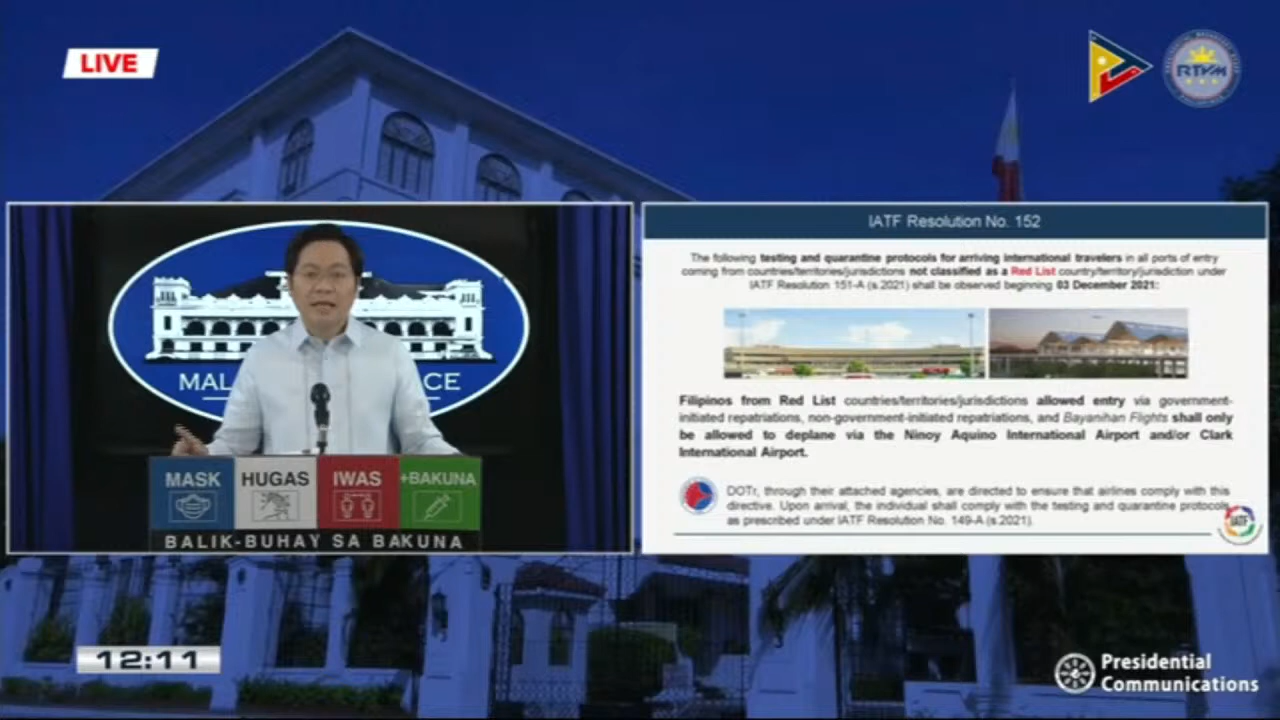 LIVE
RTVM
IATF Resolution No. 152
The following testing and quarantine protocols for arriving international travelers in all ports of entry
coming from countries/territories/jurisdictions not classified as a Red List country/territory/jurisdiction under
IATF Resolution 151-A (s.2021) shall be observed beginning 03 December 2021:
Filipinos from Red List countries/territories/jurisdictions allowed entry via government-
initiated repatriations, non-government-initiated repatriations, and Bayanihan Flights shall only
be allowed to deplane via the Ninoy Aquino International Airport and/or Clark
International Airport.
DOTr, through their attached agencies, are directed to ensure that airlines comply with this
directive. Upon arrival, the individual shall comply with the testing and quarantine protocols
as prescribed under IATF Resolution No. 149-A (s.2021).
IATF
MAL CE
MASK HUGAS IWAS +BAKUNA
BALIK-BUHAY SA BAKUNA
12:11
Presidential
Communications